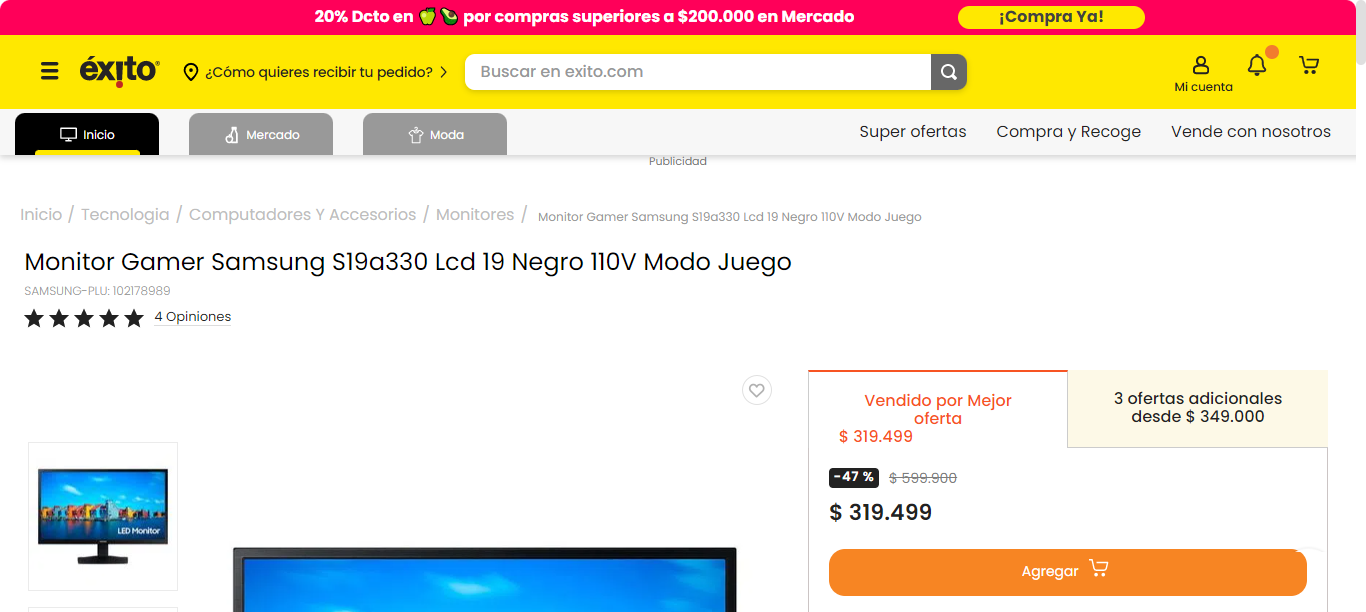 20% Dcto en 🍏🥑 por compras superiores a $200.000 en Mercado
¡Compra Ya!
éxito
¿Cómo quieres recibir tu pedido?
Buscar en exito.com
Mi cuenta
Inicio
Mercado
Moda
Super ofertas
Compra y Recoge
Vende con nosotros
Publicidad
Inicio / Tecnologia / Computadores Y Accesorios / Monitores / Monitor Gamer Samsung S19a330 Lcd 19 Negro 110V Modo Juego
Monitor Gamer Samsung S19a330 Lcd 19 Negro 110V Modo Juego
SAMSUNG-PLU: 102178989
4 Opiniones
Vendido por Mejor
oferta
$ 319.499
3 ofertas adicionales
desde $ 349.000
-47 % $ 599.900
$ 319.499
LED Monitor
Agregar